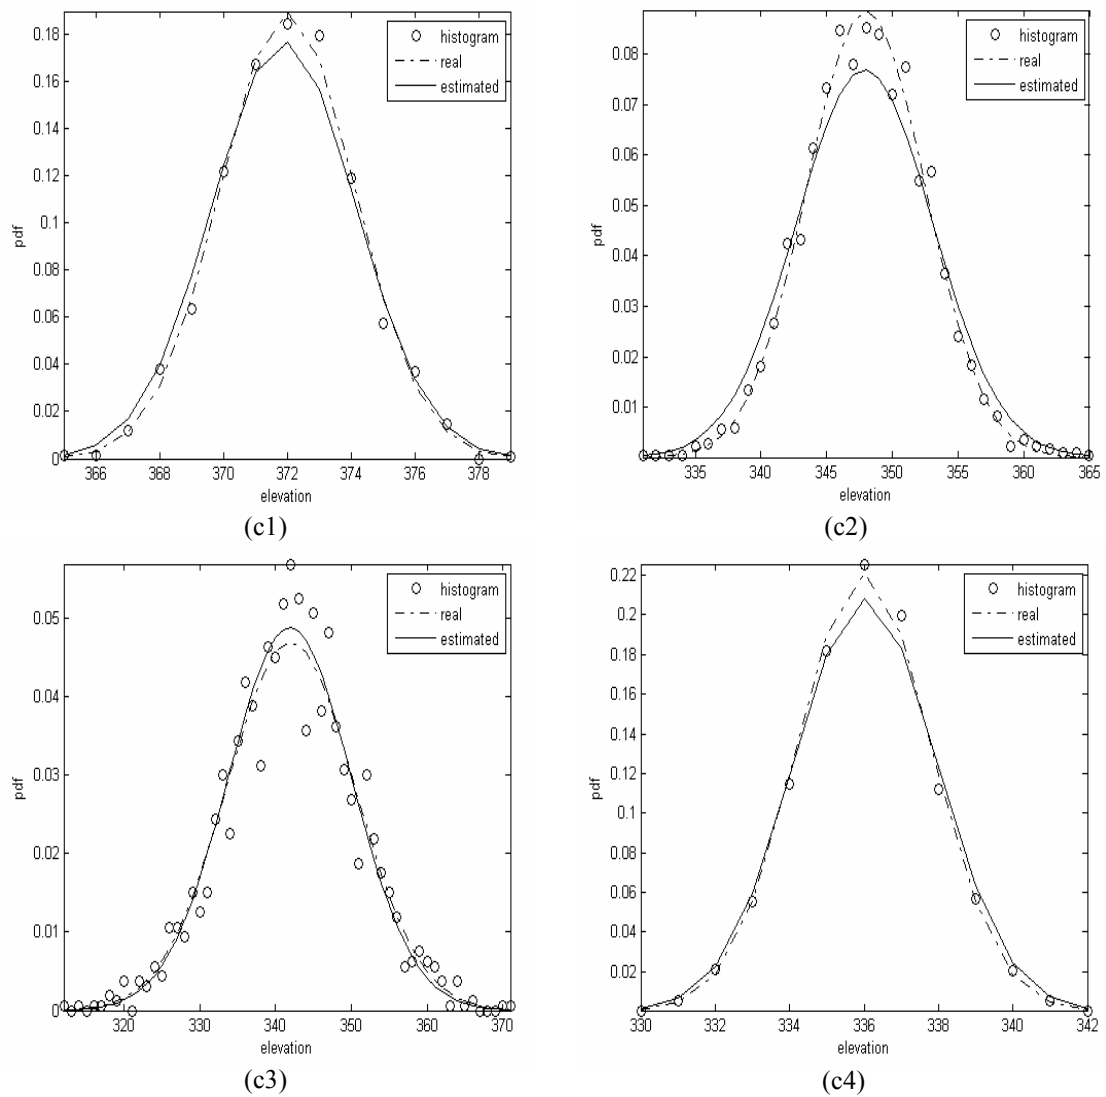 0.18
0.16
0.14
0.12
0.1
0.08
0.06
0.04
0.02
0
pdf
366 368 370 372 374 376 378
elevation
histogram
real
estimated
(c1)
0.08
0.07
0.06
0.05
0.04
0.03
0.02
0.01
pdf
335 340 345 350 355 360 365
elevation
histogram
real
estimated
(c2)
0.05
0.04
0.03
0.02
0.01
0
pdf
320 330 340 350 360 370
elevation
histogram
real
estimated
(c3)
0.22
0.2
0.18
0.16
0.14
0.12
0.1
0.08
0.06
0.04
0.02
pdf
330 332 334 336 338 340 342
elevation
histogram
real
estimated
(c4)